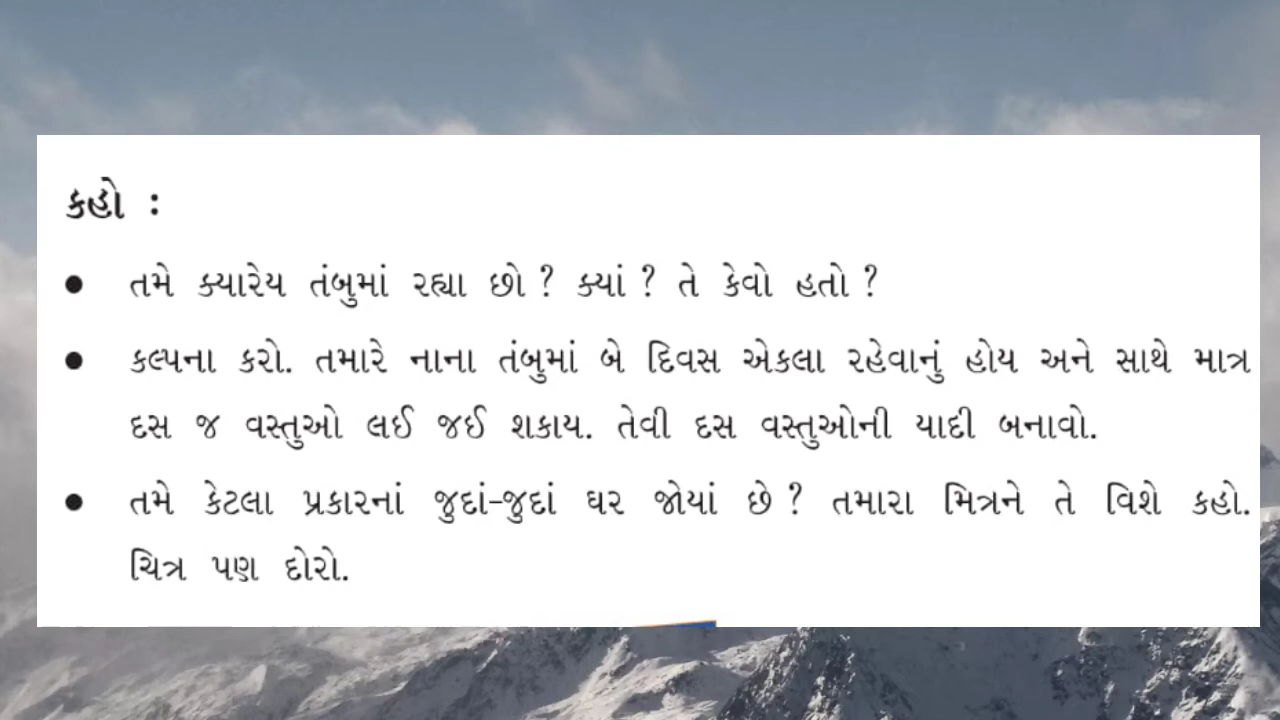 કહો :
● તમે ક્યારેય તંબુમાં રહ્યા છો ? ક્યાં ? તે કેવો હતો ?
● કલ્પના કરો. તમારે નાના તંબુમાં બે દિવસ એકલા રહેવાનું હોય અને સાથે માત્ર
દસ જ વસ્તુઓ લઈ જઈ શકાય. તેવી દસ વસ્તુઓની યાદી બનાવો.
● તમે કેટલા પ્રકારનાં જુદાં-જુદાં ઘર જોયાં છે ? તમારા મિત્રને તે વિશે કહો.
ચિત્ર પણ દોરો.